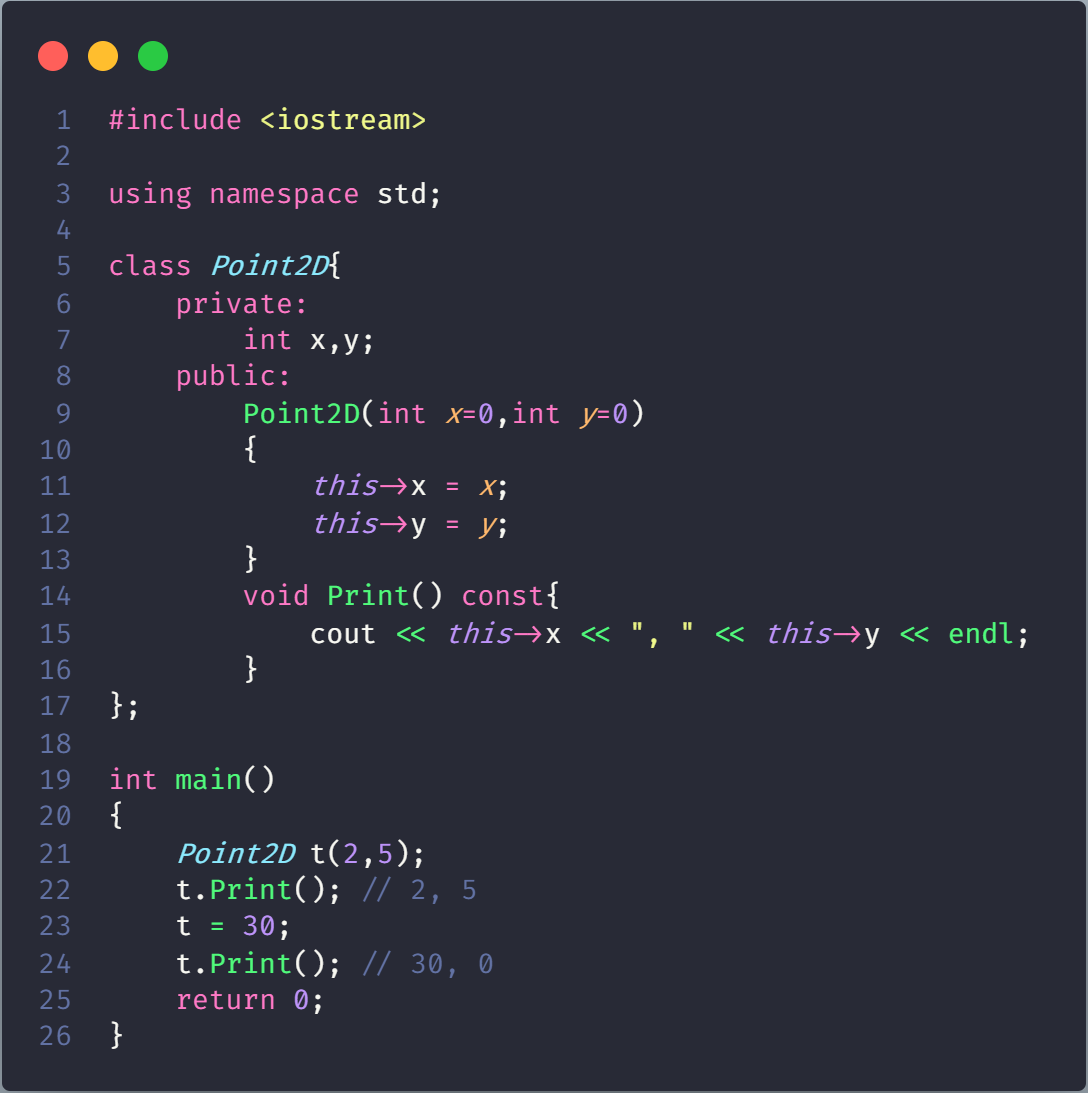 1 #include <iostream>
2
3 using namespace std;
4
5 class Point2D{
6     private:
7         int x,y;
8     public:
9         Point2D(int x=0,int y=0)
10         {
11             this->x = x;
12             this->y = y;
13         }
14         void Print() const{
15             cout << this->x << ", " << this->y << endl;
16         }
17 };
18
19 int main()
20 {
21     Point2D t(2,5);
22     t.Print(); // 2, 5
23     t = 30;
24     t.Print(); // 30, 0
25     return 0;
26 }